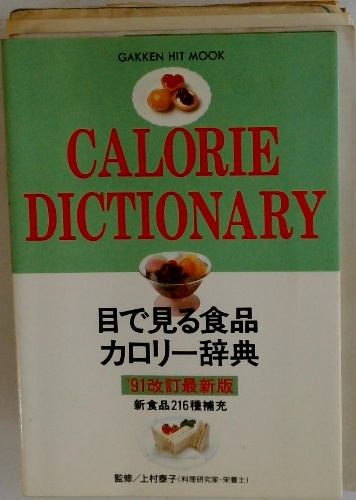 GAKKEN HIT MOOK
CALORIE
DICTIONARY
目で見る食品
カロリー辞典
'91改訂最新版
新食品216種補充
監修/上村泰子(料理研究家・栄養士)